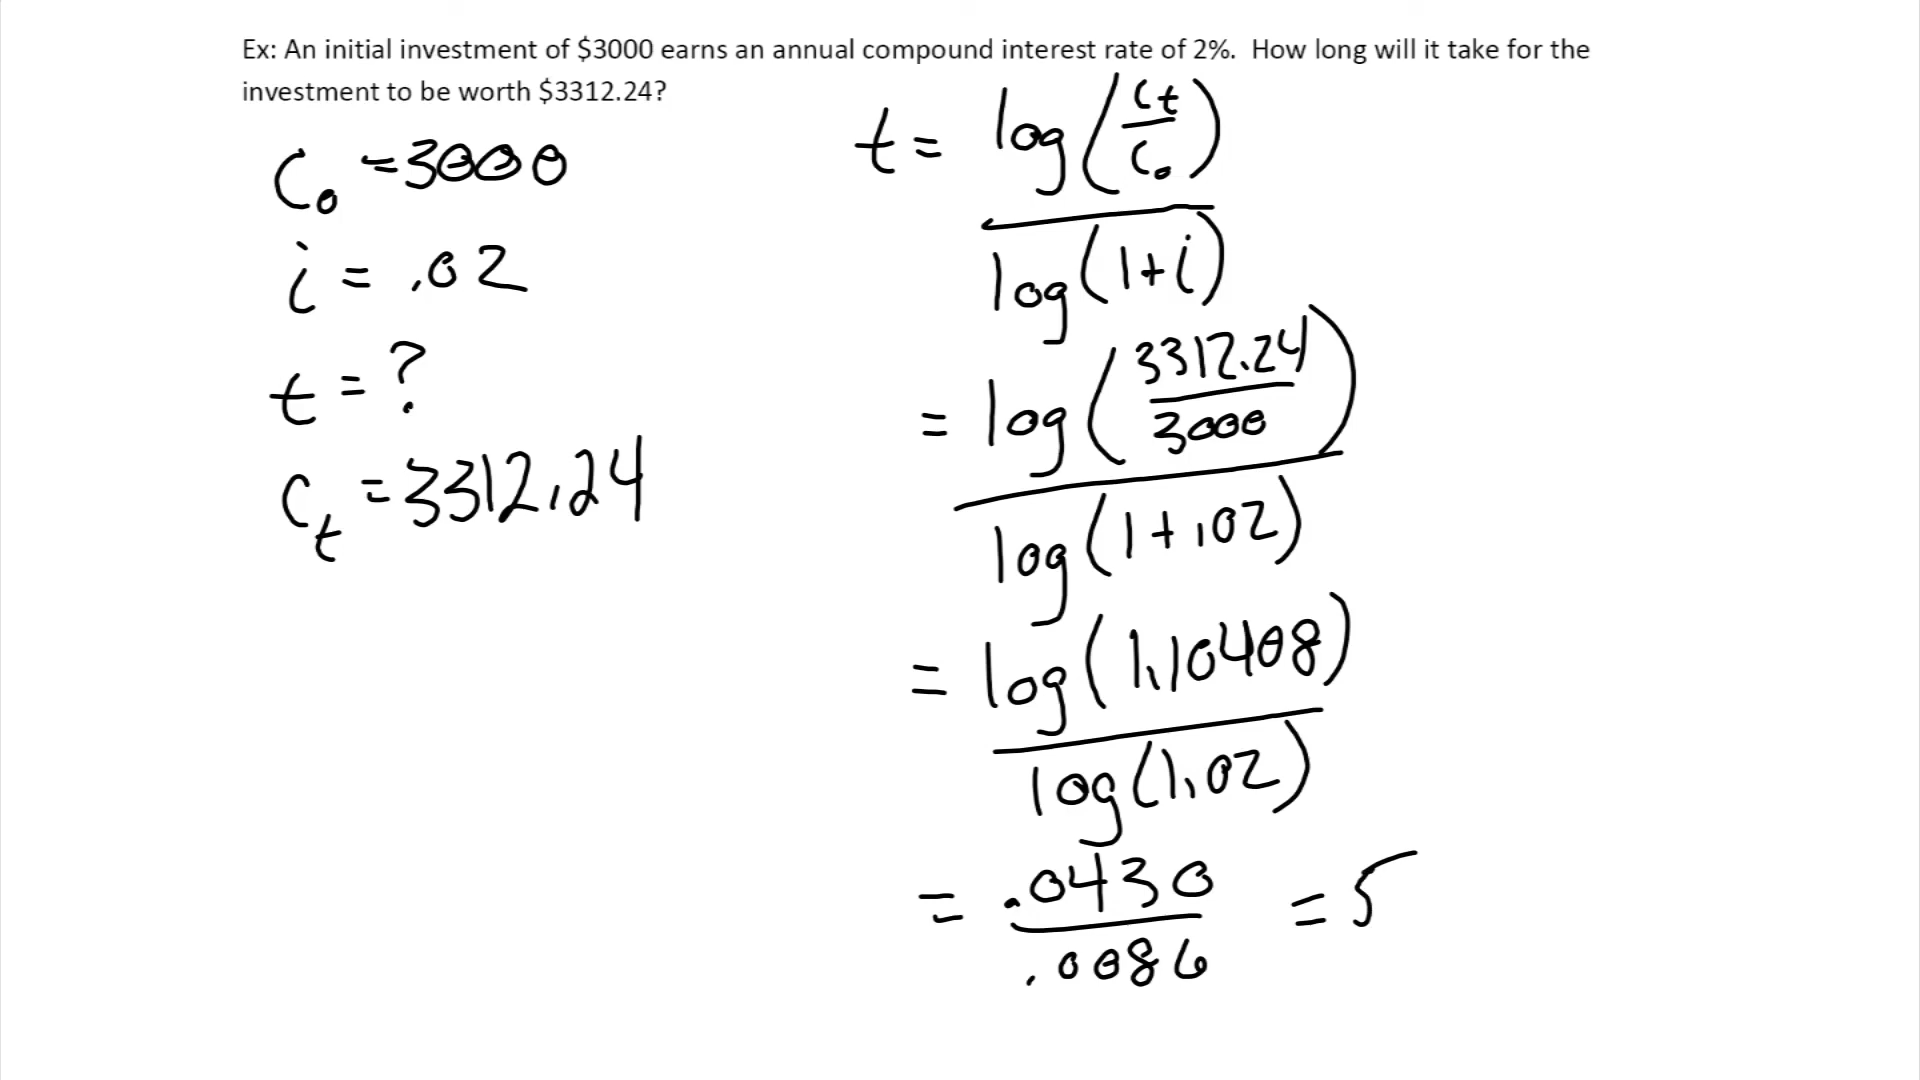 Ex: An initial investment of $3000 earns an annual compound interest rate of 2%. How long will it take for the
investment to be worth $3312.24?
C₀ = 3000
i = .02
t = ?
Cₜ = 3312.24
t = log(Cₜ/C₀)
log(1+i)
= log(3312.24/3000)
log(1+.02)
= log(1.10408)
log(1.02)
= .0430 = 5
.0086